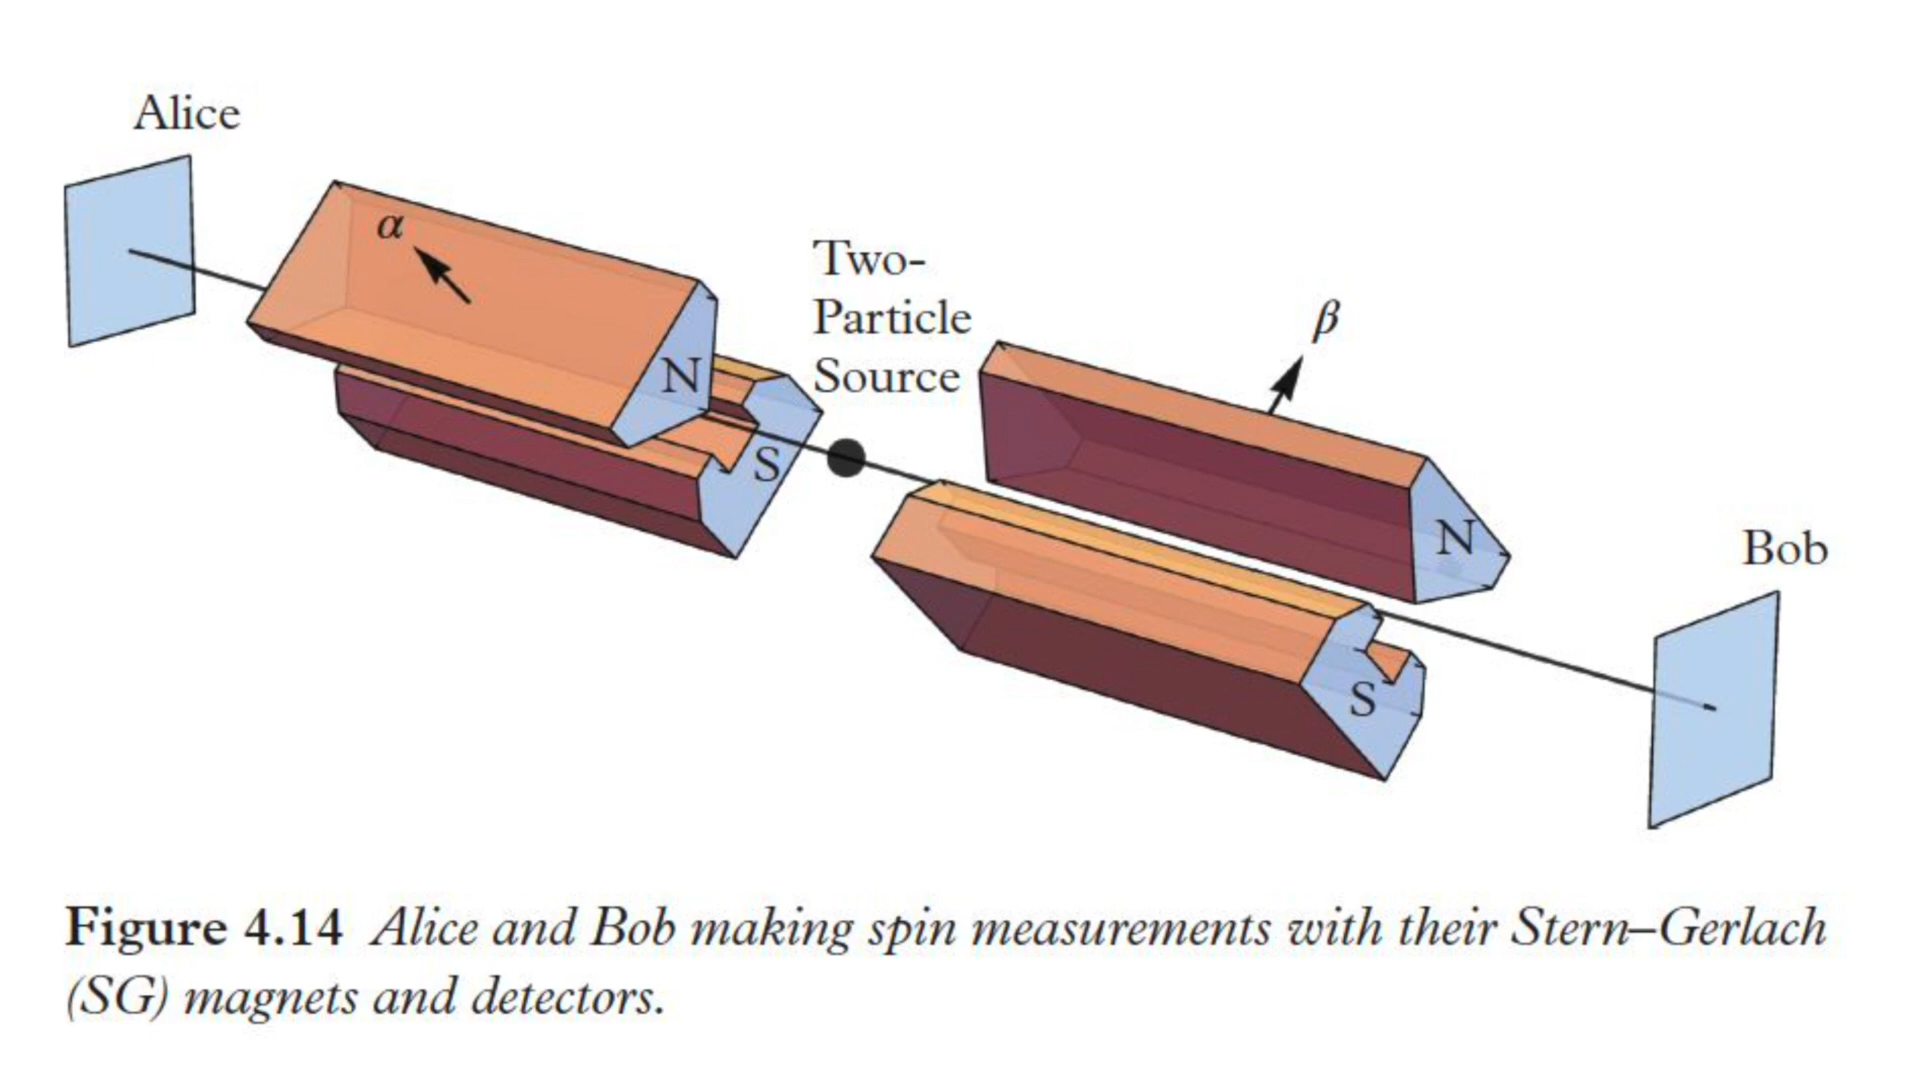 Alice
α
Two-
Particle
Source
β
N
S
N
S
Bob
Figure 4.14 Alice and Bob making spin measurements with their Stern–Gerlach
(SG) magnets and detectors.